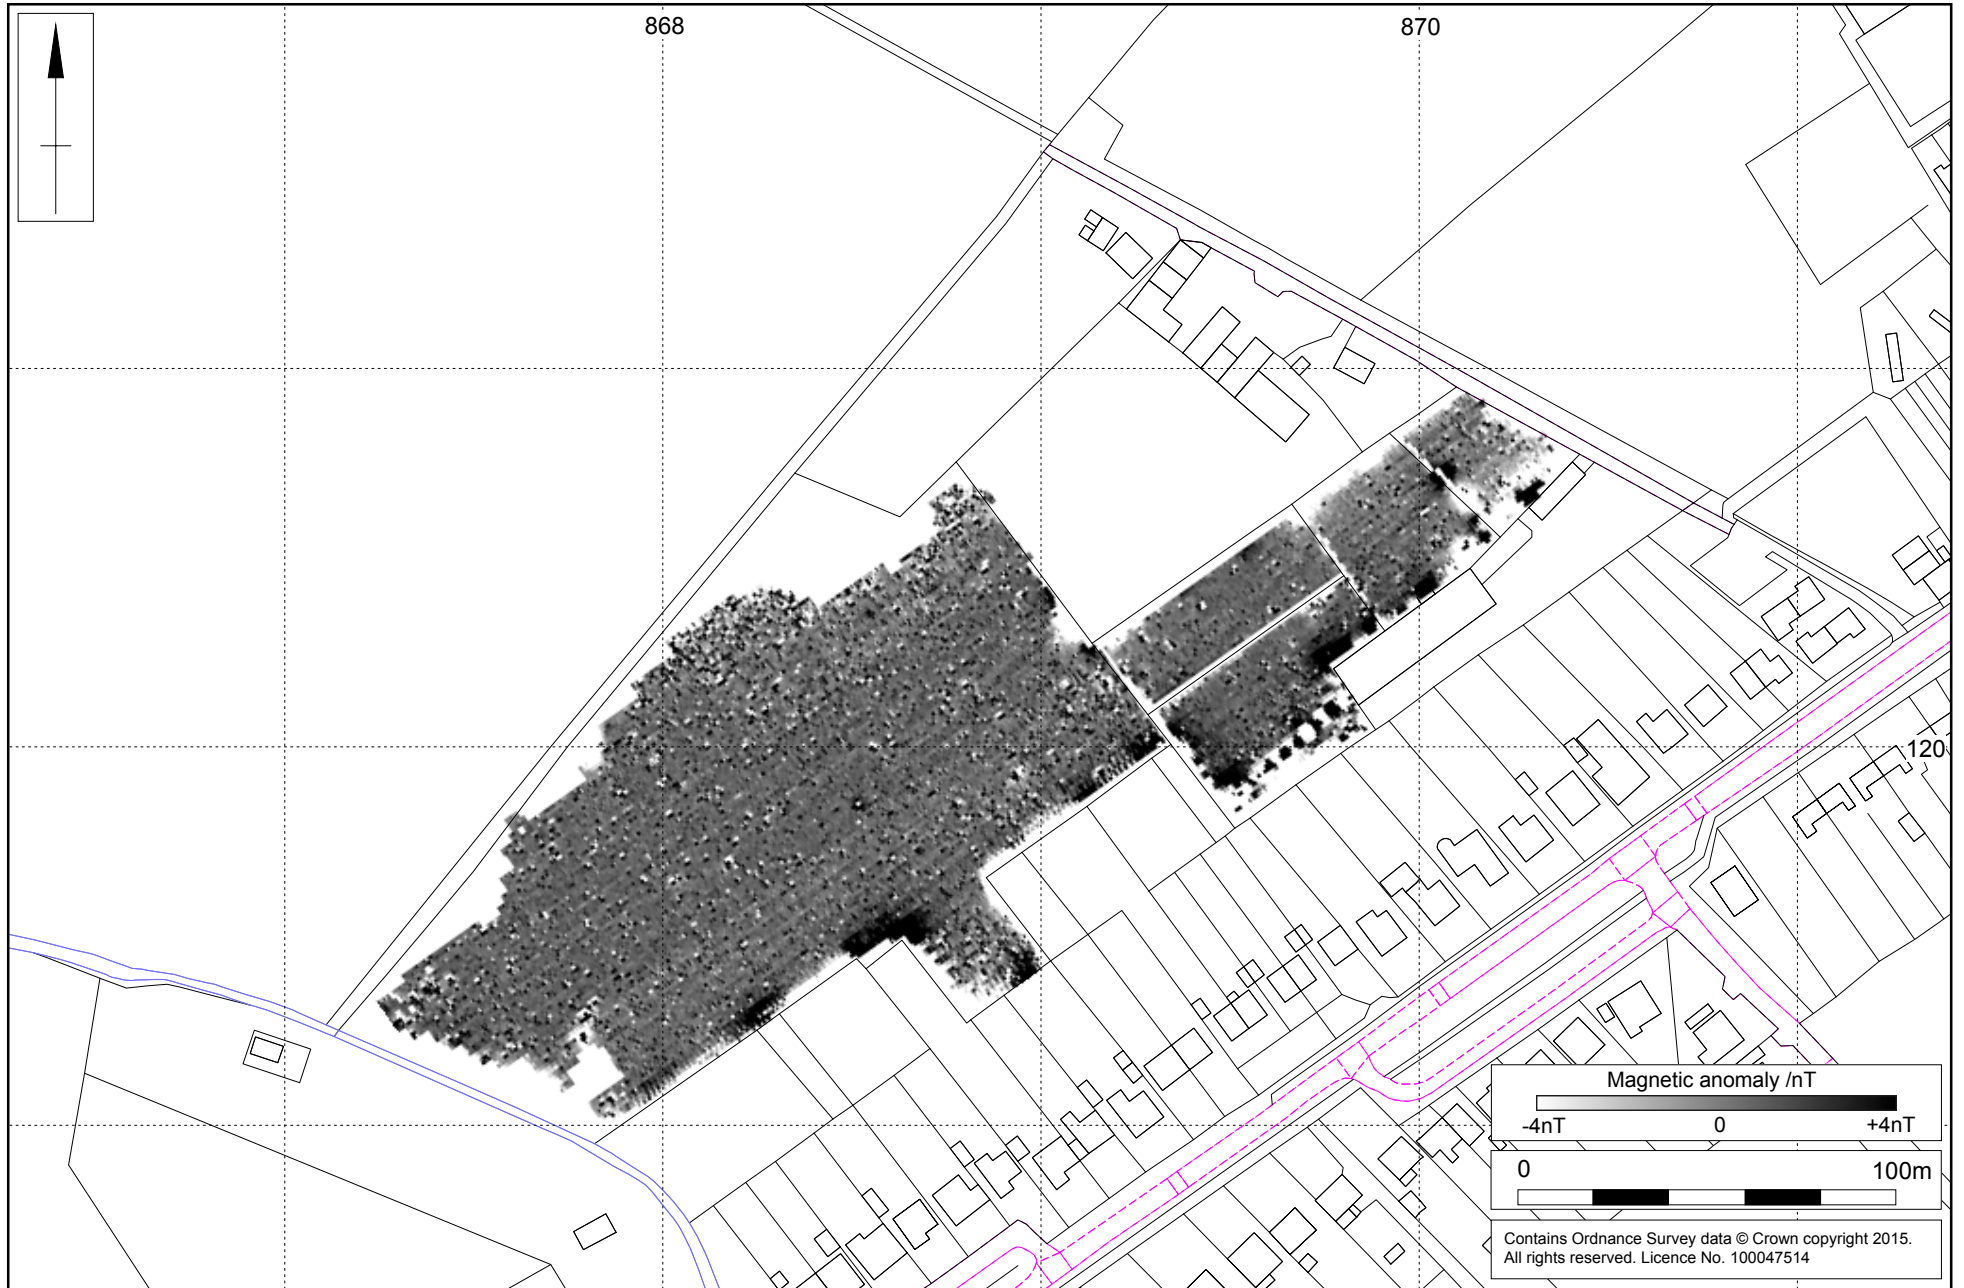 868
870
120
Magnetic anomaly /nT
-4nT 0 +4nT
0 100m
Contains Ordnance Survey data © Crown copyright 2015.
All rights reserved. Licence No. 100047514